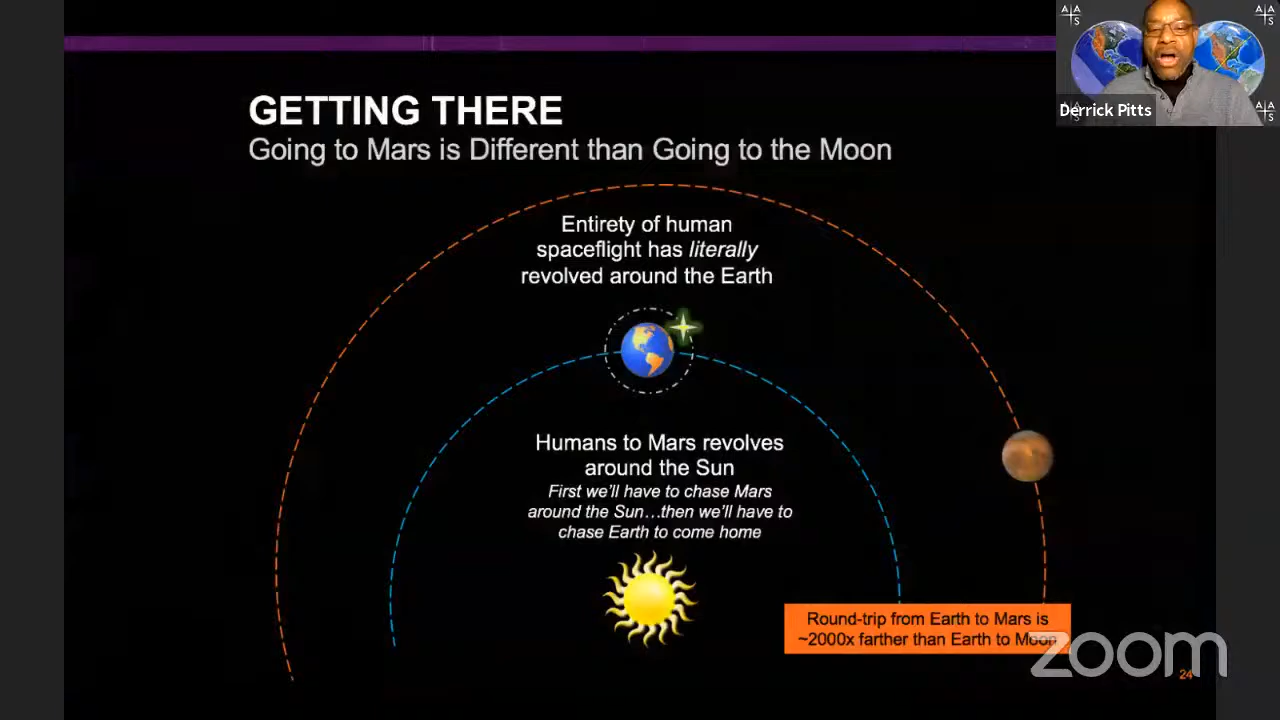 GETTING THERE
Going to Mars is Different than Going to the Moon
Entirety of human
spaceflight has literally
revolved around the Earth
Humans to Mars revolves
around the Sun
First we'll have to chase Mars
around the Sun...then we'll have to
chase Earth to come home
Round-trip from Earth to Mars is
~2000x farther than Earth to Moon
24
zoom
A A
S
A A
S
Derrick Pitts
A A
S